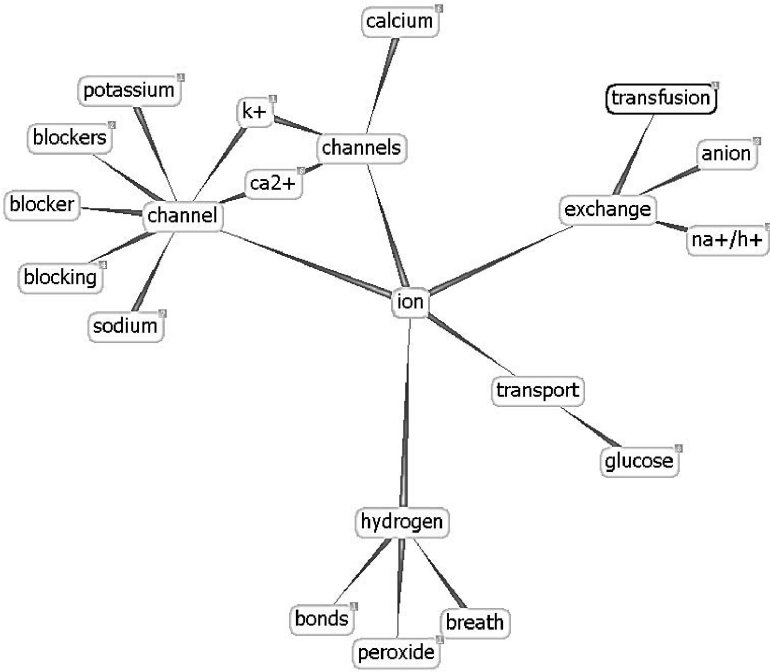 calcium
potassium
k+
transfusion
blockers
channels
anion
ca2+
blocker
channel
exchange
na+/h+
blocking
ion
sodium
transport
glucose
hydrogen
bonds
breath
peroxide